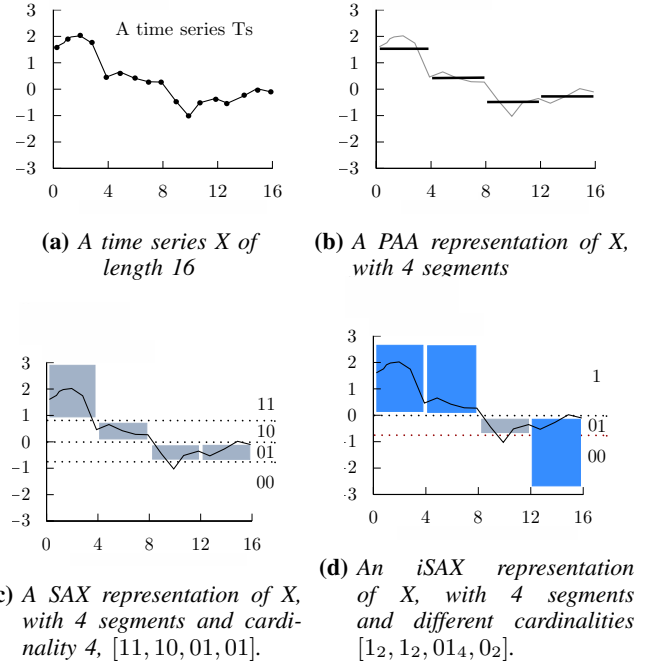 3
2
1
0
−1
−2
−3
A time series Ts
0 4 8 12 16
3
2
1
0
−1
−2
−3
0 4 8 12 16
(a) A time series X of
length 16
(b) A PAA representation of X,
with 4 segments
3
2
1
0
−1
−2
−3
11
10
01
00
0 4 8 12 16
3
2
1
0
-1
-2
-3
1
01
00
0 4 8 12 16
c) A SAX representation of X,
with 4 segments and cardi-
nality 4, [11, 10, 01, 01].
(d) An iSAX representation
of X, with 4 segments
and different cardinalities
[1₂, 1₂, 01₄, 0₂].